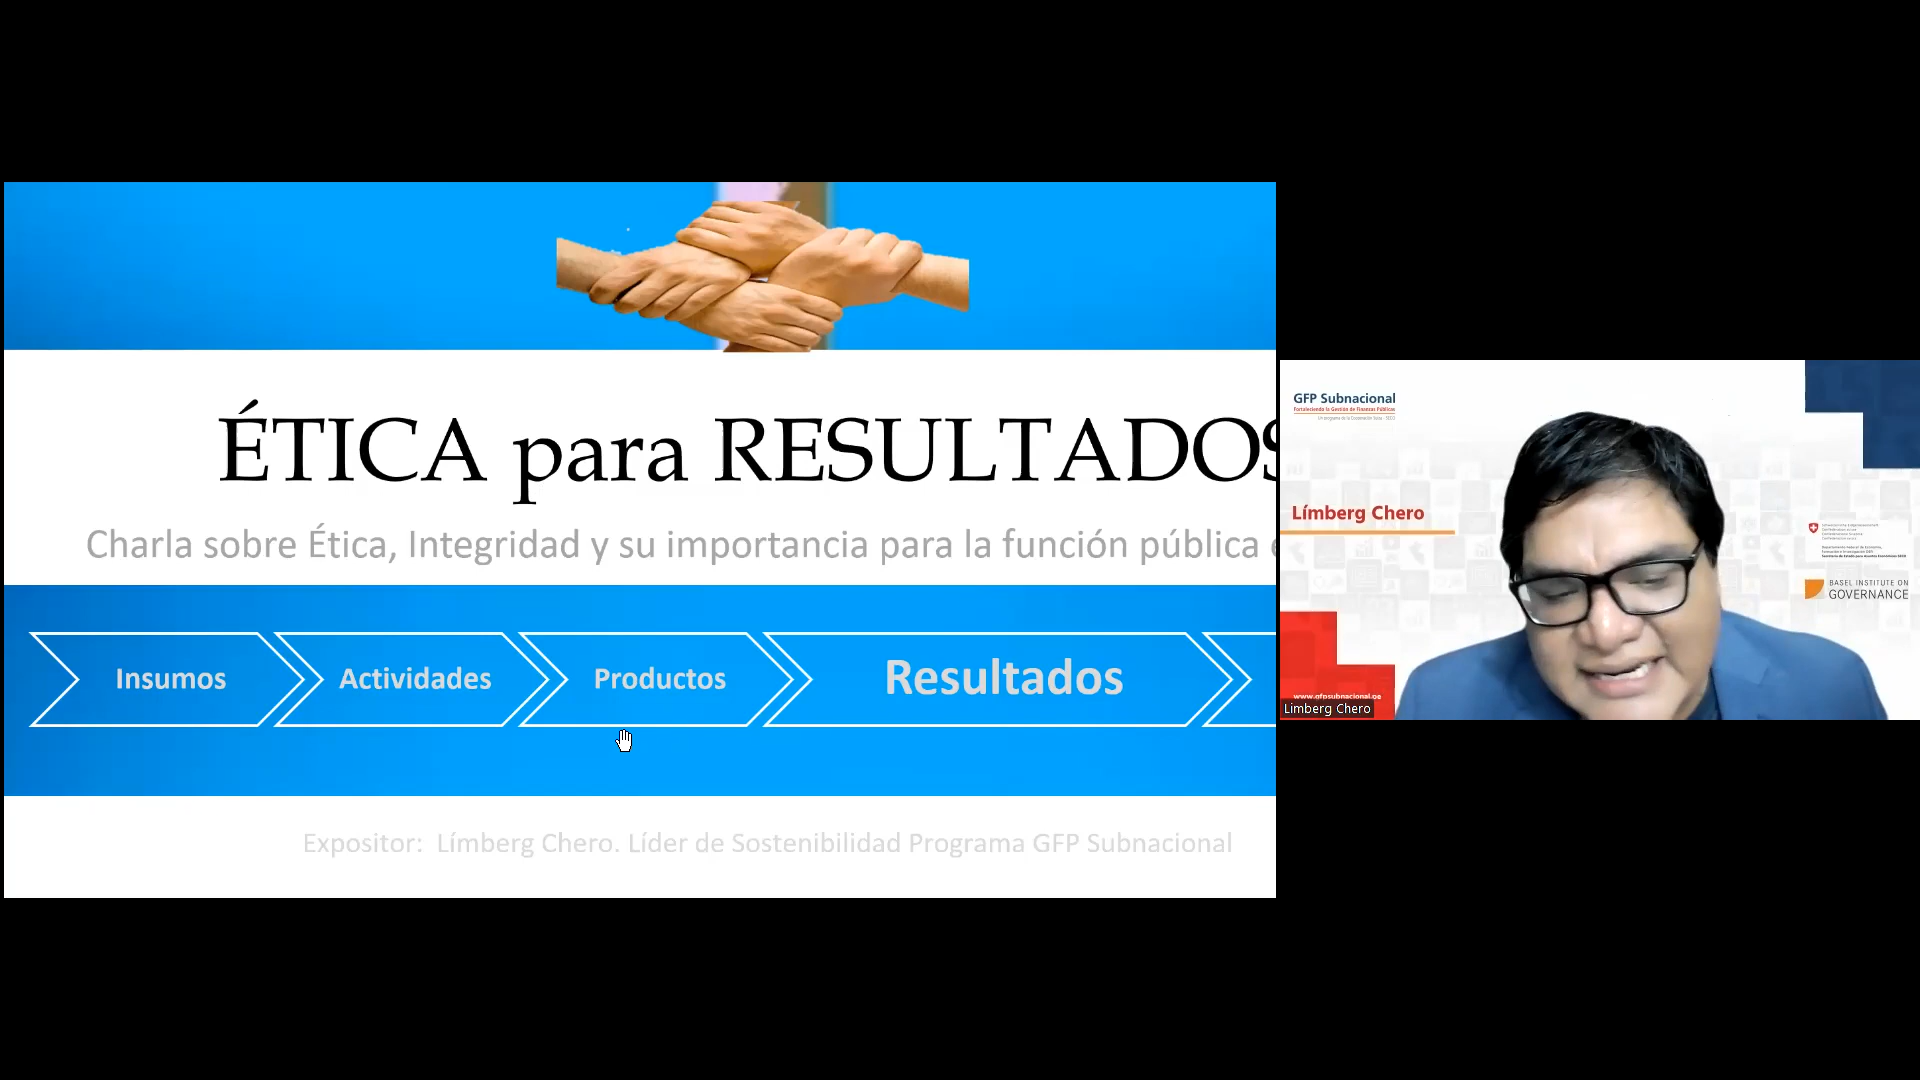 ÉTICA para RESULTADOS
Charla sobre Ética, Integridad y su importancia para la función pública
Insumos
Actividades
Productos
Resultados
Expositor: Límberg Chero. Líder de Sostenibilidad Programa GFP Subnacional
GFP Subnacional
Fortaleciendo la Gestión de Finanzas Públicas
Un programa de la Cooperación Suiza - SECO
Límberg Chero
BASEL INSTITUTE ON
GOVERNANCE
www.gfpsubnacional.pe
Limberg Chero